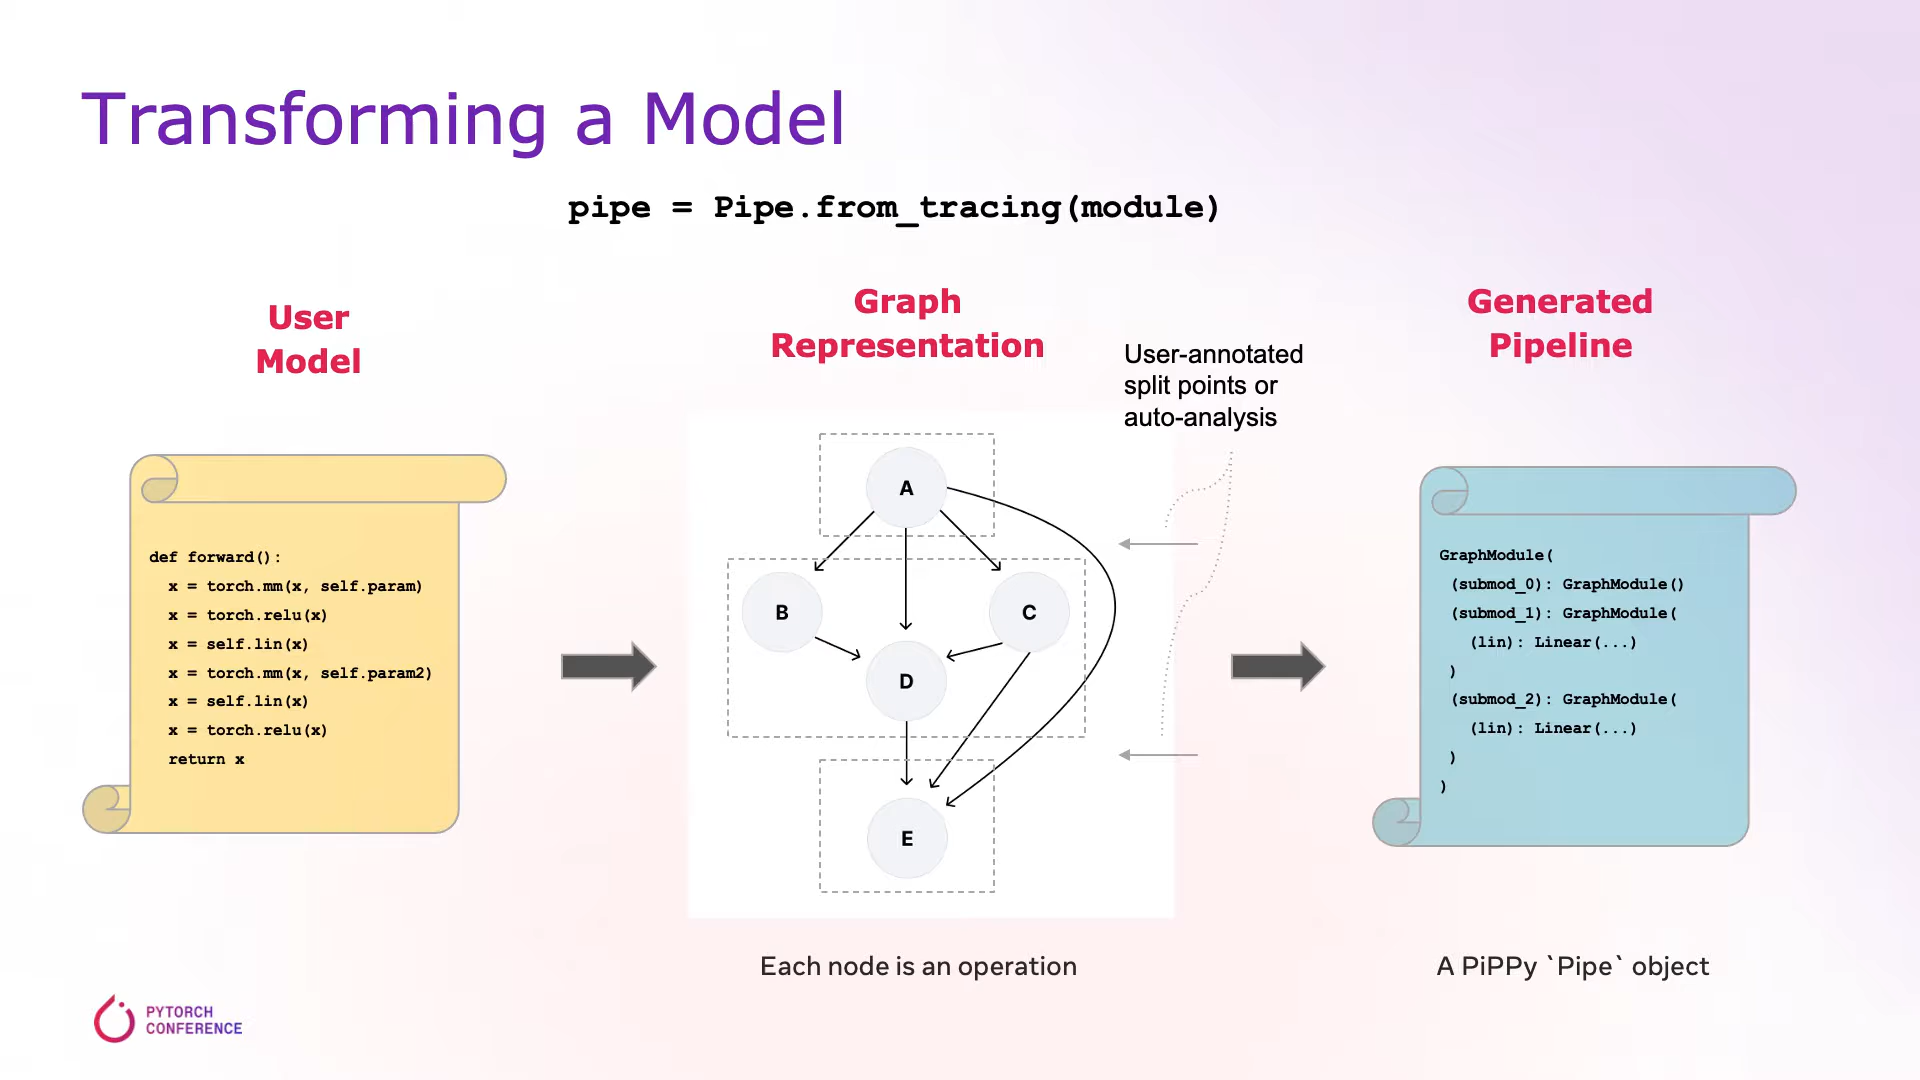 Transforming a Model
pipe = Pipe.from_tracing(module)
User
Model
def forward():
x = torch.mm(x, self.param)
x = torch.relu(x)
x = self.lin(x)
x = torch.mm(x, self.param2)
x = self.lin(x)
x = torch.relu(x)
return x
Graph
Representation
User-annotated
split points or
auto-analysis
A
B
C
D
E
Each node is an operation
Generated
Pipeline
GraphModule(
(submod_0): GraphModule()
(submod_1): GraphModule(
(lin): Linear(...)
)
(submod_2): GraphModule(
(lin): Linear(...)
)
)
A PiPPy `Pipe` object
PYTORCH
CONFERENCE